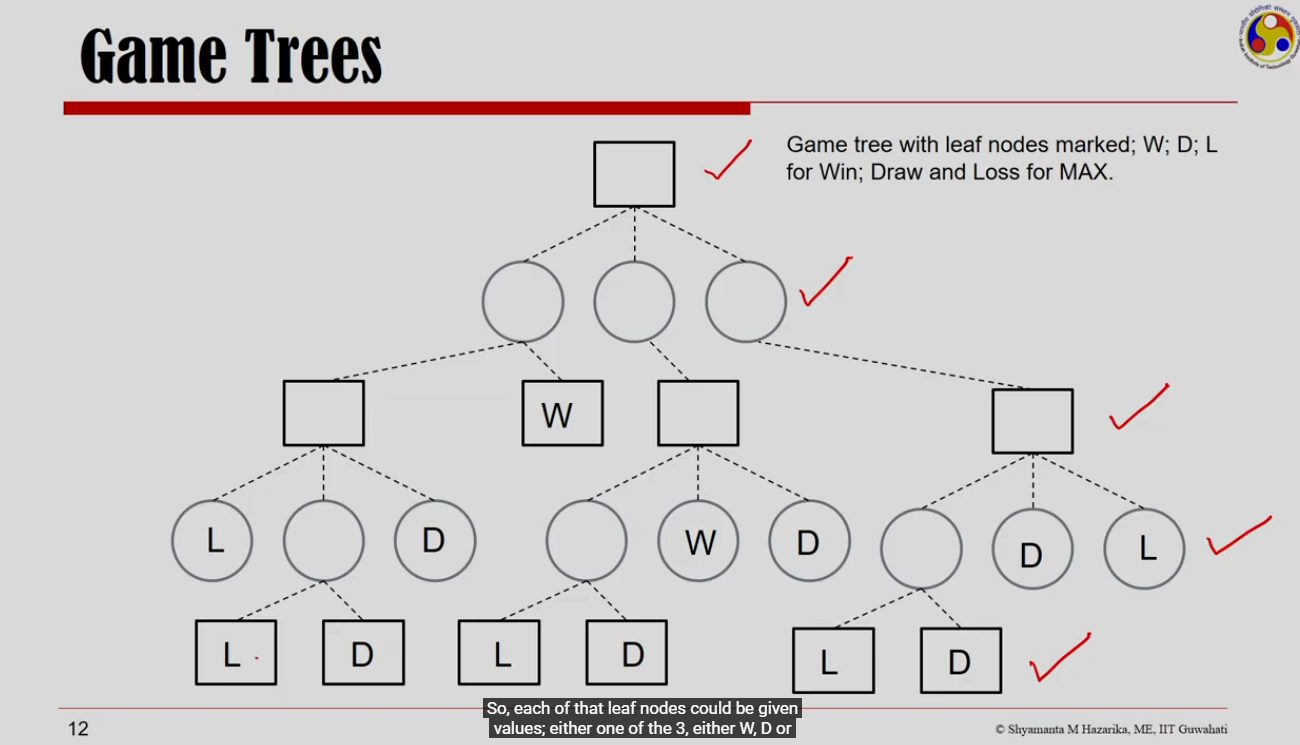 Game Trees
Game tree with leaf nodes marked; W; D; L
for Win; Draw and Loss for MAX.
W
L
D
W
D
D
L
L
D
L
D
L
D
So, each of that leaf nodes could be given
values; either one of the 3, either W, D or
12
© Shyamanta M Hazarika, ME, IIT Guwahati